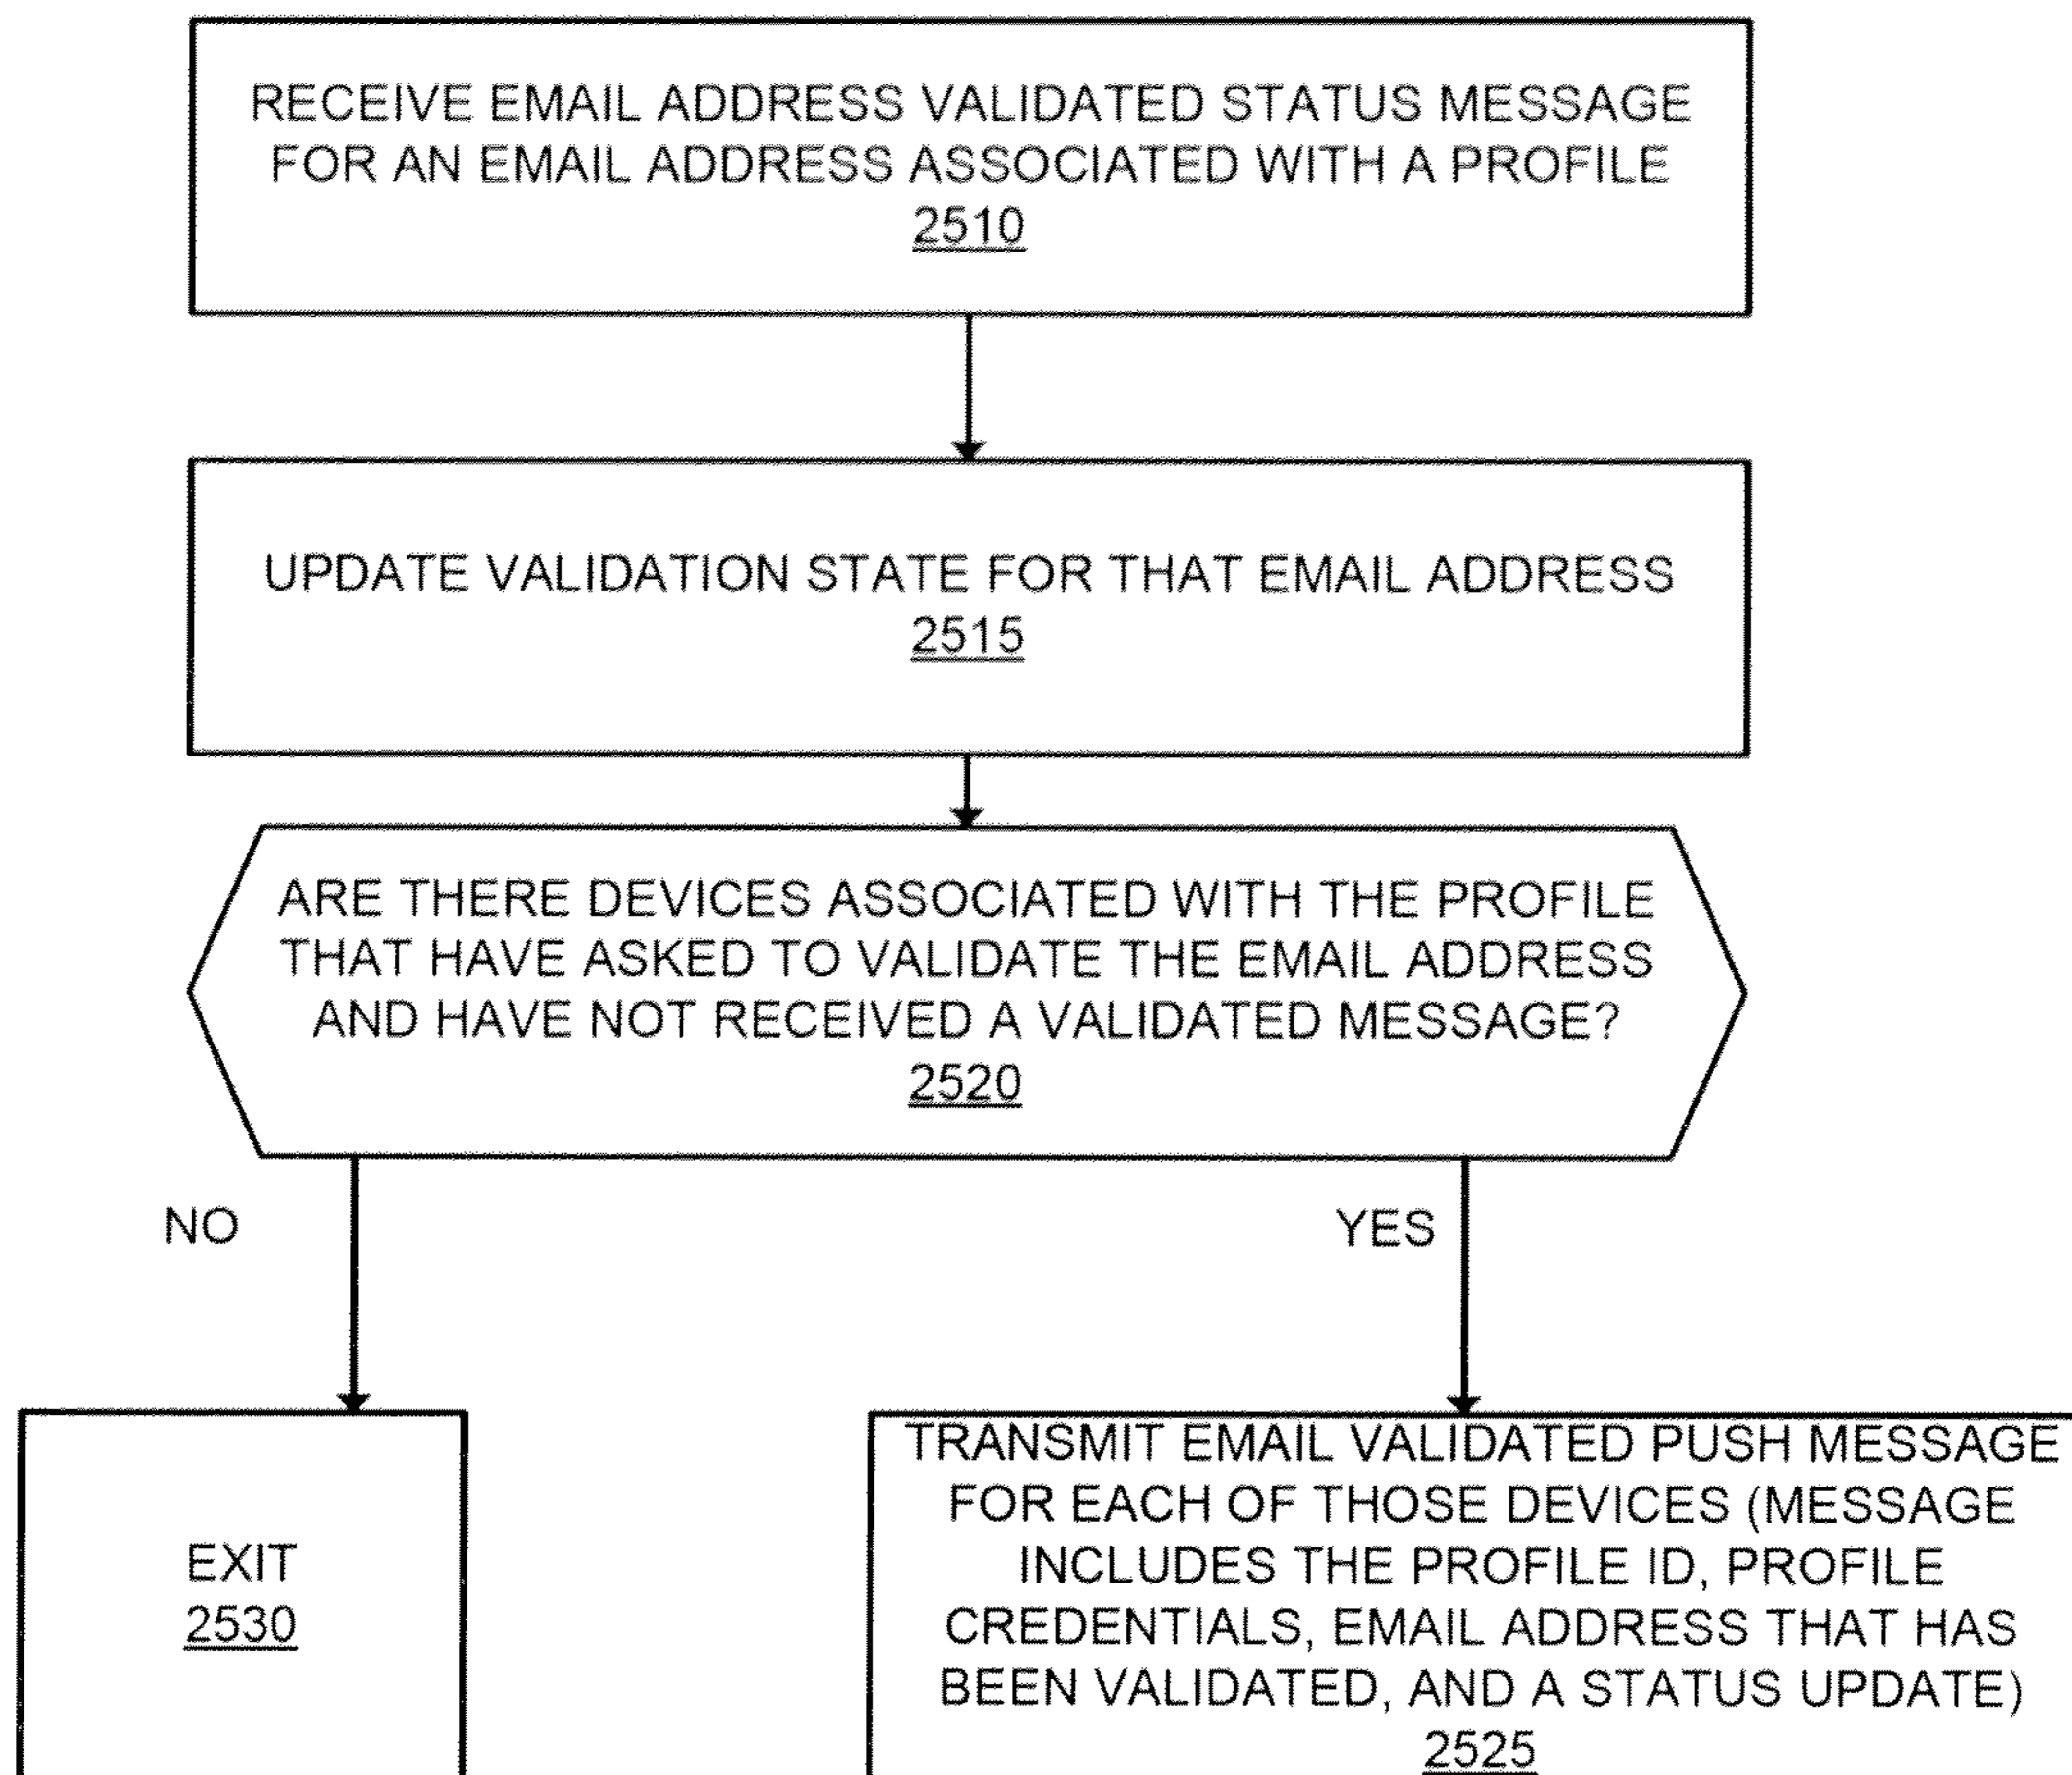 RECEIVE EMAIL ADDRESS VALIDATED STATUS MESSAGE
FOR AN EMAIL ADDRESS ASSOCIATED WITH A PROFILE
2510
UPDATE VALIDATION STATE FOR THAT EMAIL ADDRESS
2515
ARE THERE DEVICES ASSOCIATED WITH THE PROFILE
THAT HAVE ASKED TO VALIDATE THE EMAIL ADDRESS
AND HAVE NOT RECEIVED A VALIDATED MESSAGE?
2520
NO
YES
EXIT
2530
TRANSMIT EMAIL VALIDATED PUSH MESSAGE
FOR EACH OF THOSE DEVICES (MESSAGE
INCLUDES THE PROFILE ID, PROFILE
CREDENTIALS, EMAIL ADDRESS THAT HAS
BEEN VALIDATED, AND A STATUS UPDATE)
2525